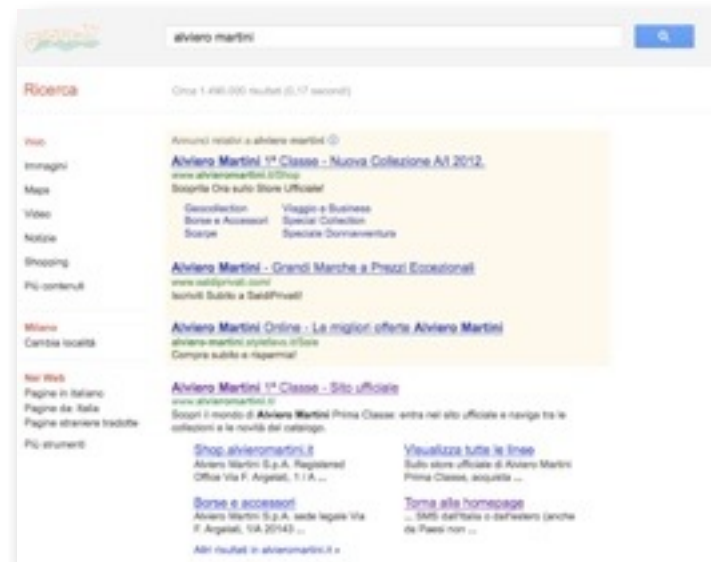 alviero martini
Ricerca
Circa 1.490.000 risultati (0,17 secondi)
Web
Immagini
Maps
Video
Notizie
Shopping
Più contenuti
Milano
Cambia località
Nel Web
Pagine in italiano
Pagine da: Italia
Pagine straniere tradotte
Più strumenti
Annunci relativi a alviero martini
Alviero Martini 1ª Classe - Nuova Collezione A/I 2012.
www.alvieromartini.it/Shop
Scoprila Ora sullo Store Ufficiale!
Geocollection Viaggio e Business
Borse e Accessori Special Collection
Scarpe Speciale Donnavventura
Alviero Martini - Grandi Marche a Prezzi Eccezionali
www.saldiprivati.com/
Iscriviti Subito a SaldiPrivati!
Alviero Martini Online - Le migliori offerte Alviero Martini
alviero-martini.stylefavs.it/Sale
Compra subito e risparmia!
Alviero Martini 1ª Classe - Sito ufficiale
www.alvieromartini.it/
Scopri il mondo di Alviero Martini Prima Classe: entra nel sito ufficiale e naviga tra le
collezioni e le novità del catalogo.
Shop.alvieromartini.it
Alviero Martini S.p.A. Registered
Office Via F. Argelati, 1 / A ...
Visualizza tutte le linee
Sullo store ufficiale di Alviero Martini
Prima Classe, acquista ...
Borse e accessori
Alviero Martini S.p.A. sede legale Via
F. Argelati, 1/A 20143 ...
Torna alla homepage
... SMS dall'Italia o dall'estero (anche
da Paesi non ...
Altri risultati in alvieromartini.it »